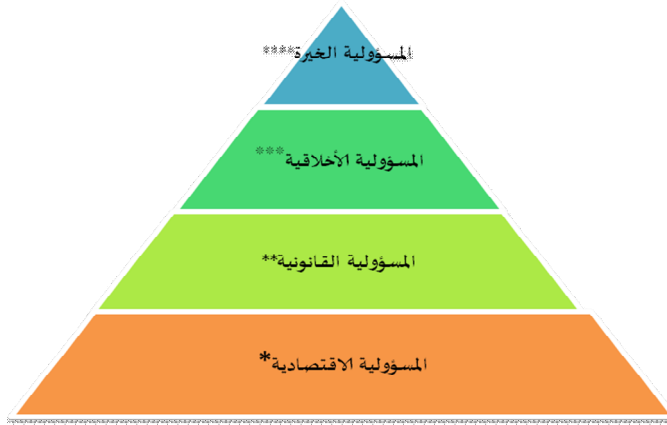 المسؤولية الخيرة****
المسؤولية الأخلاقية***
المسؤولية القانونية**
المسؤولية الاقتصادية*